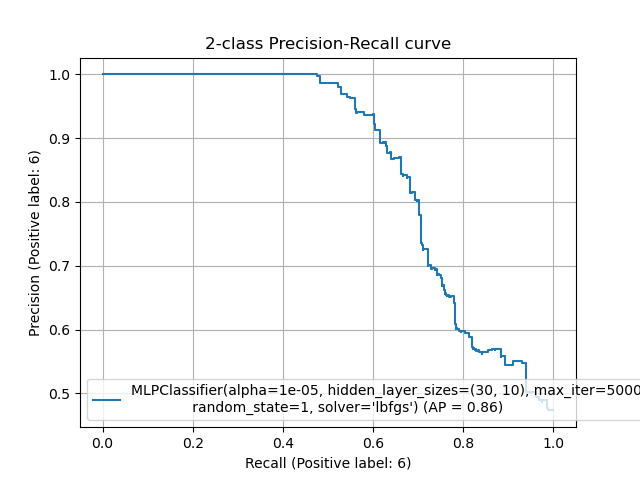 2-class Precision-Recall curve
1.0
0.9
0.8
0.7
0.6
0.5
Precision (Positive label: 6)
MLPClassifier(alpha=1e-05, hidden_layer_sizes=(30, 10), max_iter=5000
random_state=1, solver='lbfgs') (AP = 0.86)
0.0 0.2 0.4 0.6 0.8 1.0
Recall (Positive label: 6)